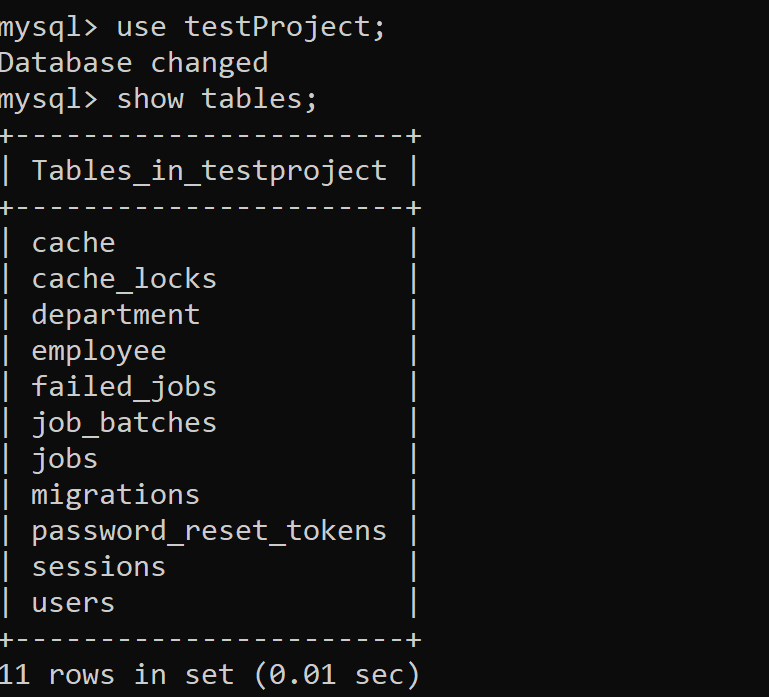 mysql> use testProject;
Database changed
mysql> show tables;
+-----------------------+
| Tables_in_testproject |
+-----------------------+
| cache                 |
| cache_locks           |
| department            |
| employee              |
| failed_jobs           |
| job_batches           |
| jobs                  |
| migrations            |
| password_reset_tokens |
| sessions              |
| users                 |
+-----------------------+
11 rows in set (0.01 sec)